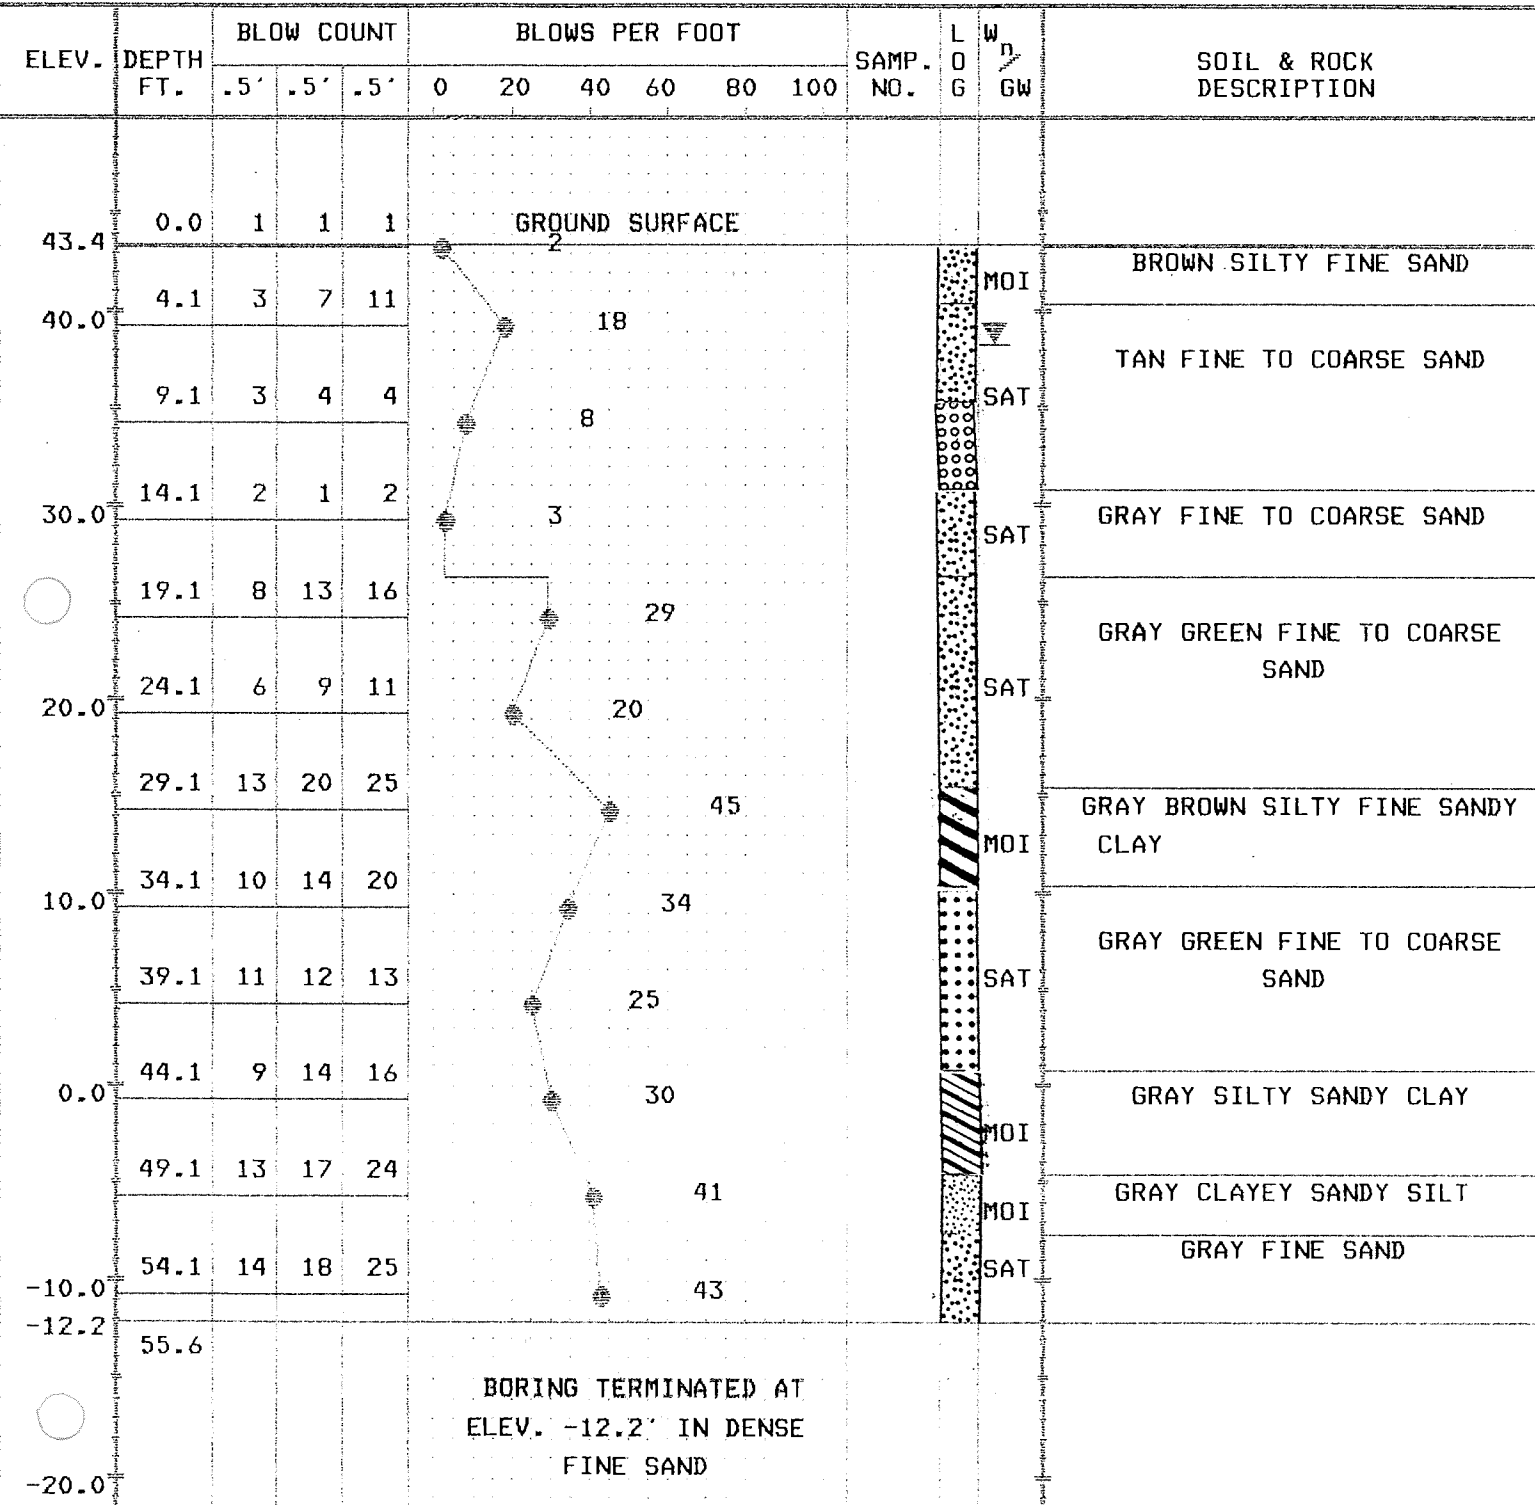 ELEV. DEPTH FT. BLOW COUNT .5' .5' .5' BLOWS PER FOOT 0 20 40 60 80 100 SAMP. NO. LOG Wn/ GW SOIL & ROCK DESCRIPTION
0.0 1 1 1 GROUND SURFACE
43.4 2
BROWN SILTY FINE SAND
MOI
4.1 3 7 11
40.0 18
TAN FINE TO COARSE SAND
9.1 3 4 4 SAT
8
14.1 2 1 2
30.0 3 GRAY FINE TO COARSE SAND
SAT
19.1 8 13 16
29
GRAY GREEN FINE TO COARSE
SAND
24.1 6 9 11 SAT
20.0 20
29.1 13 20 25
45 GRAY BROWN SILTY FINE SANDY
MOI CLAY
34.1 10 14 20
10.0 34
GRAY GREEN FINE TO COARSE
39.1 11 12 13 SAT SAND
25
44.1 9 14 16
0.0 30 GRAY SILTY SANDY CLAY
MOI
49.1 13 17 24
41 GRAY CLAYEY SANDY SILT
MOI
GRAY FINE SAND
54.1 14 18 25 SAT
-10.0 43
-12.2
55.6
BORING TERMINATED AT
ELEV. -12.2' IN DENSE
FINE SAND
-20.0